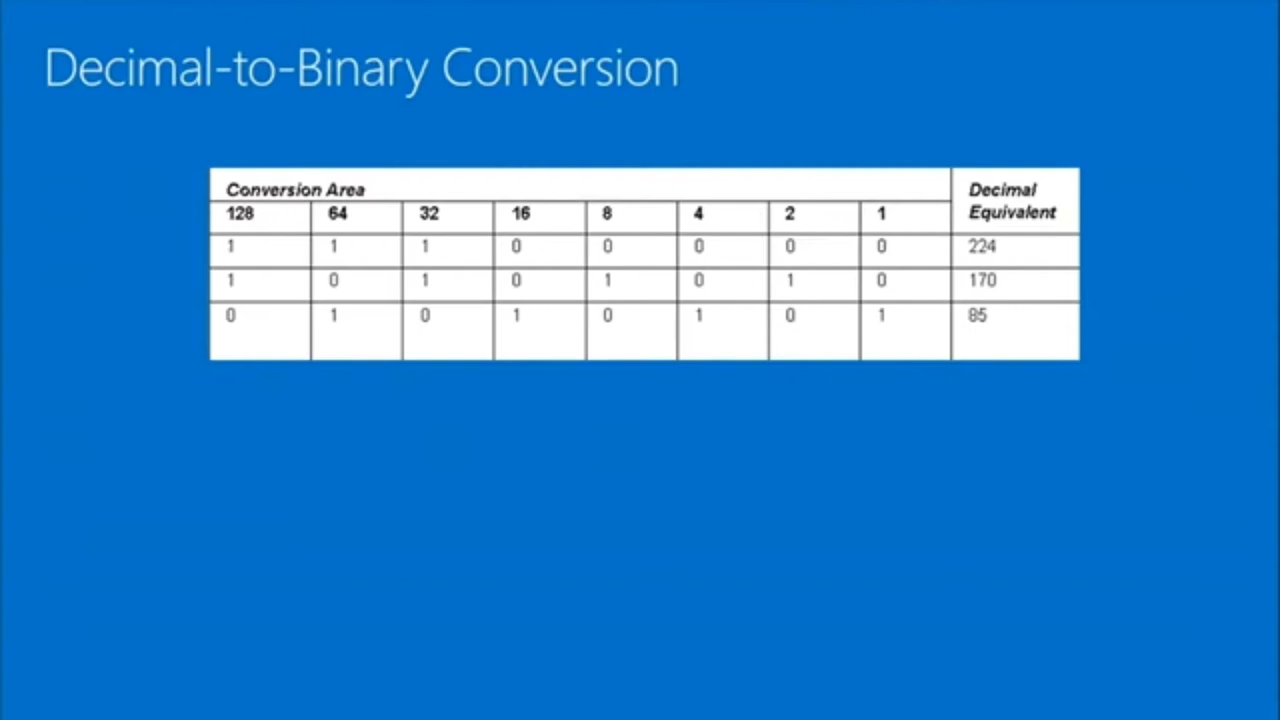 Decimal-to-Binary Conversion
Conversion Area Decimal Equivalent
128 64 32 16 8 4 2 1
1 1 1 0 0 0 0 0 224
1 0 1 0 1 0 1 0 170
0 1 0 1 0 1 0 1 85